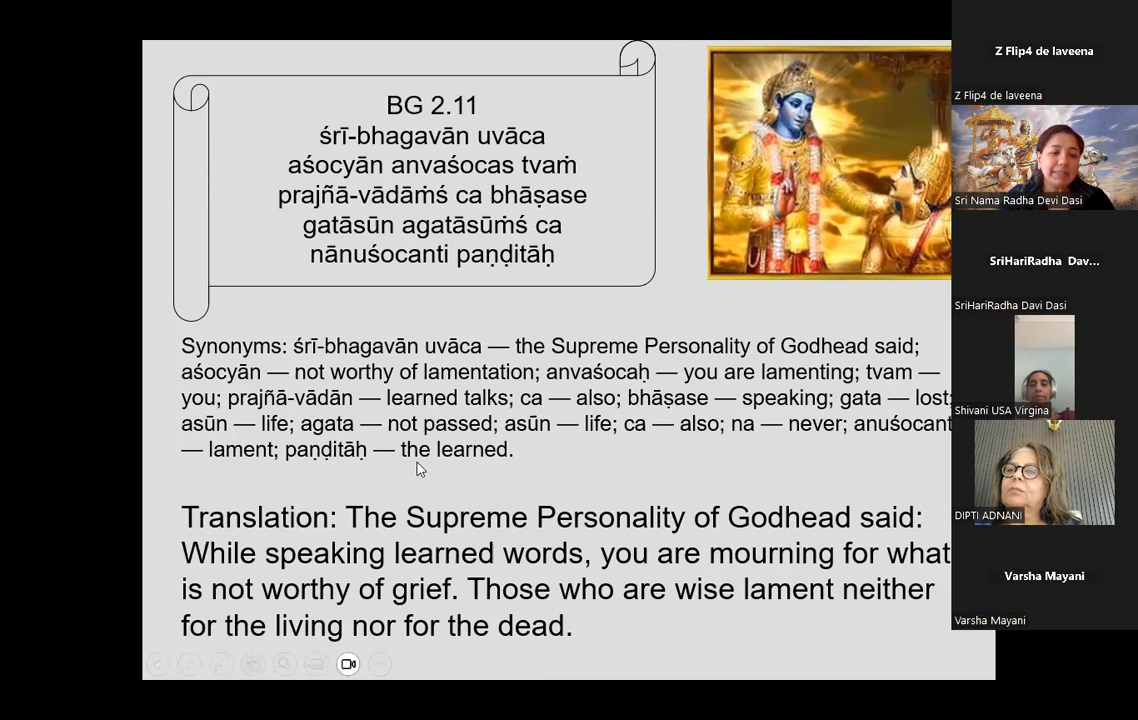 BG 2.11
śrī-bhagavān uvāca
aśocyān anvaśocas tvaṁ
prajñā-vādāṁś ca bhāṣase
gatāsūn agatāsūṁś ca
nānuśocanti paṇḍitāḥ
Synonyms: śrī-bhagavān uvāca — the Supreme Personality of Godhead said;
aśocyān — not worthy of lamentation; anvaśocaḥ — you are lamenting; tvam —
you; prajñā-vādān — learned talks; ca — also; bhāṣase — speaking; gata — lost;
asūn — life; agata — not passed; asūn — life; ca — also; na — never; anuśocant
— lament; paṇḍitāḥ — the learned.
Translation: The Supreme Personality of Godhead said:
While speaking learned words, you are mourning for what
is not worthy of grief. Those who are wise lament neither
for the living nor for the dead.
Z Flip4 de laveena
Z Flip4 de laveena
Sri Nama Radha Devi Dasi
SriHariRadha Dav...
SriHariRadha Davi Dasi
Shivani USA Virgina
DIPTI ADNANI
Varsha Mayani
Varsha Mayani